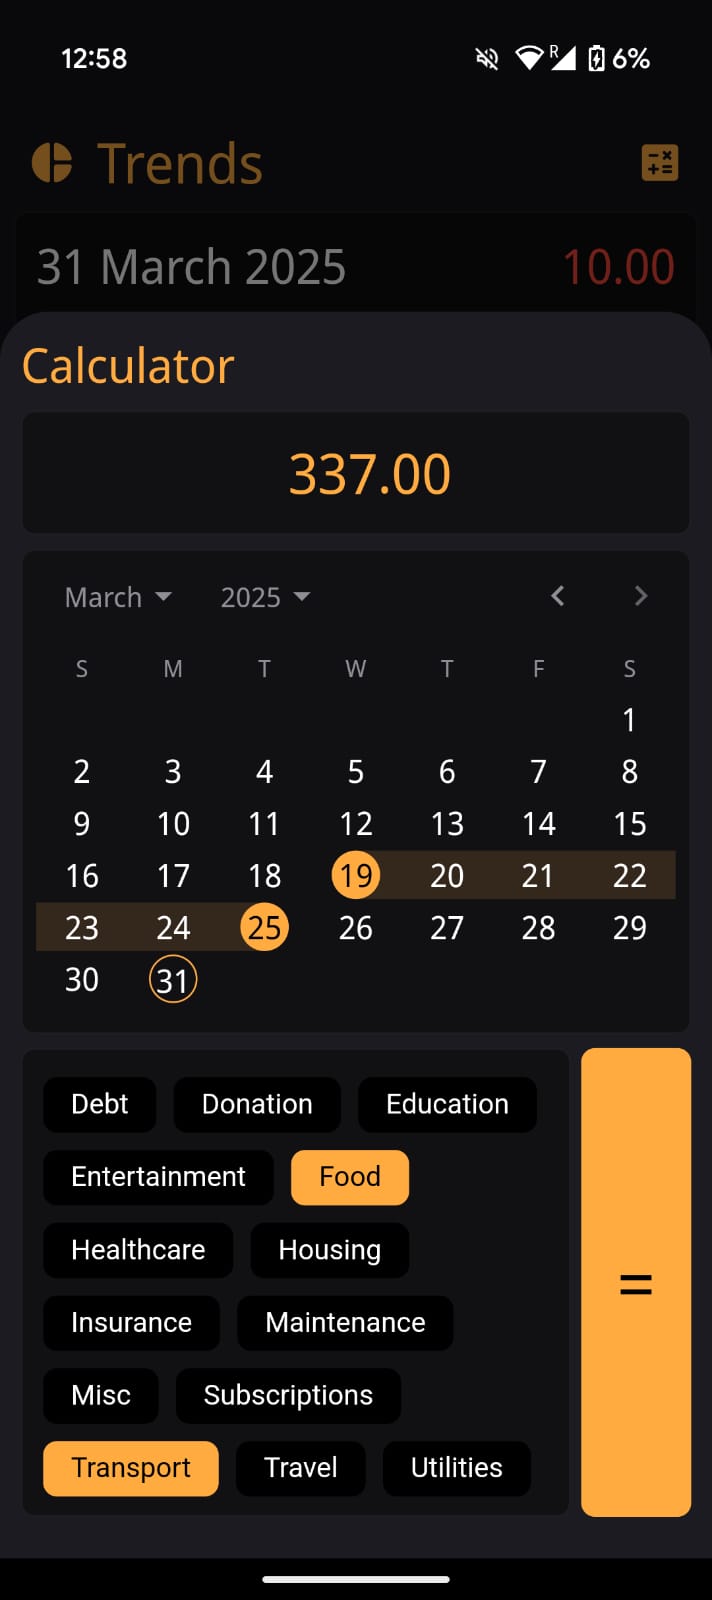 12:58 R 6%
Trends
31 March 2025 10.00
Calculator
337.00
March 2025
S M T W T F S
1
2 3 4 5 6 7 8
9 10 11 12 13 14 15
16 17 18 19 20 21 22
23 24 25 26 27 28 29
30 31
Debt Donation Education
Entertainment Food
Healthcare Housing
=
Insurance Maintenance
Misc Subscriptions
Transport Travel Utilities